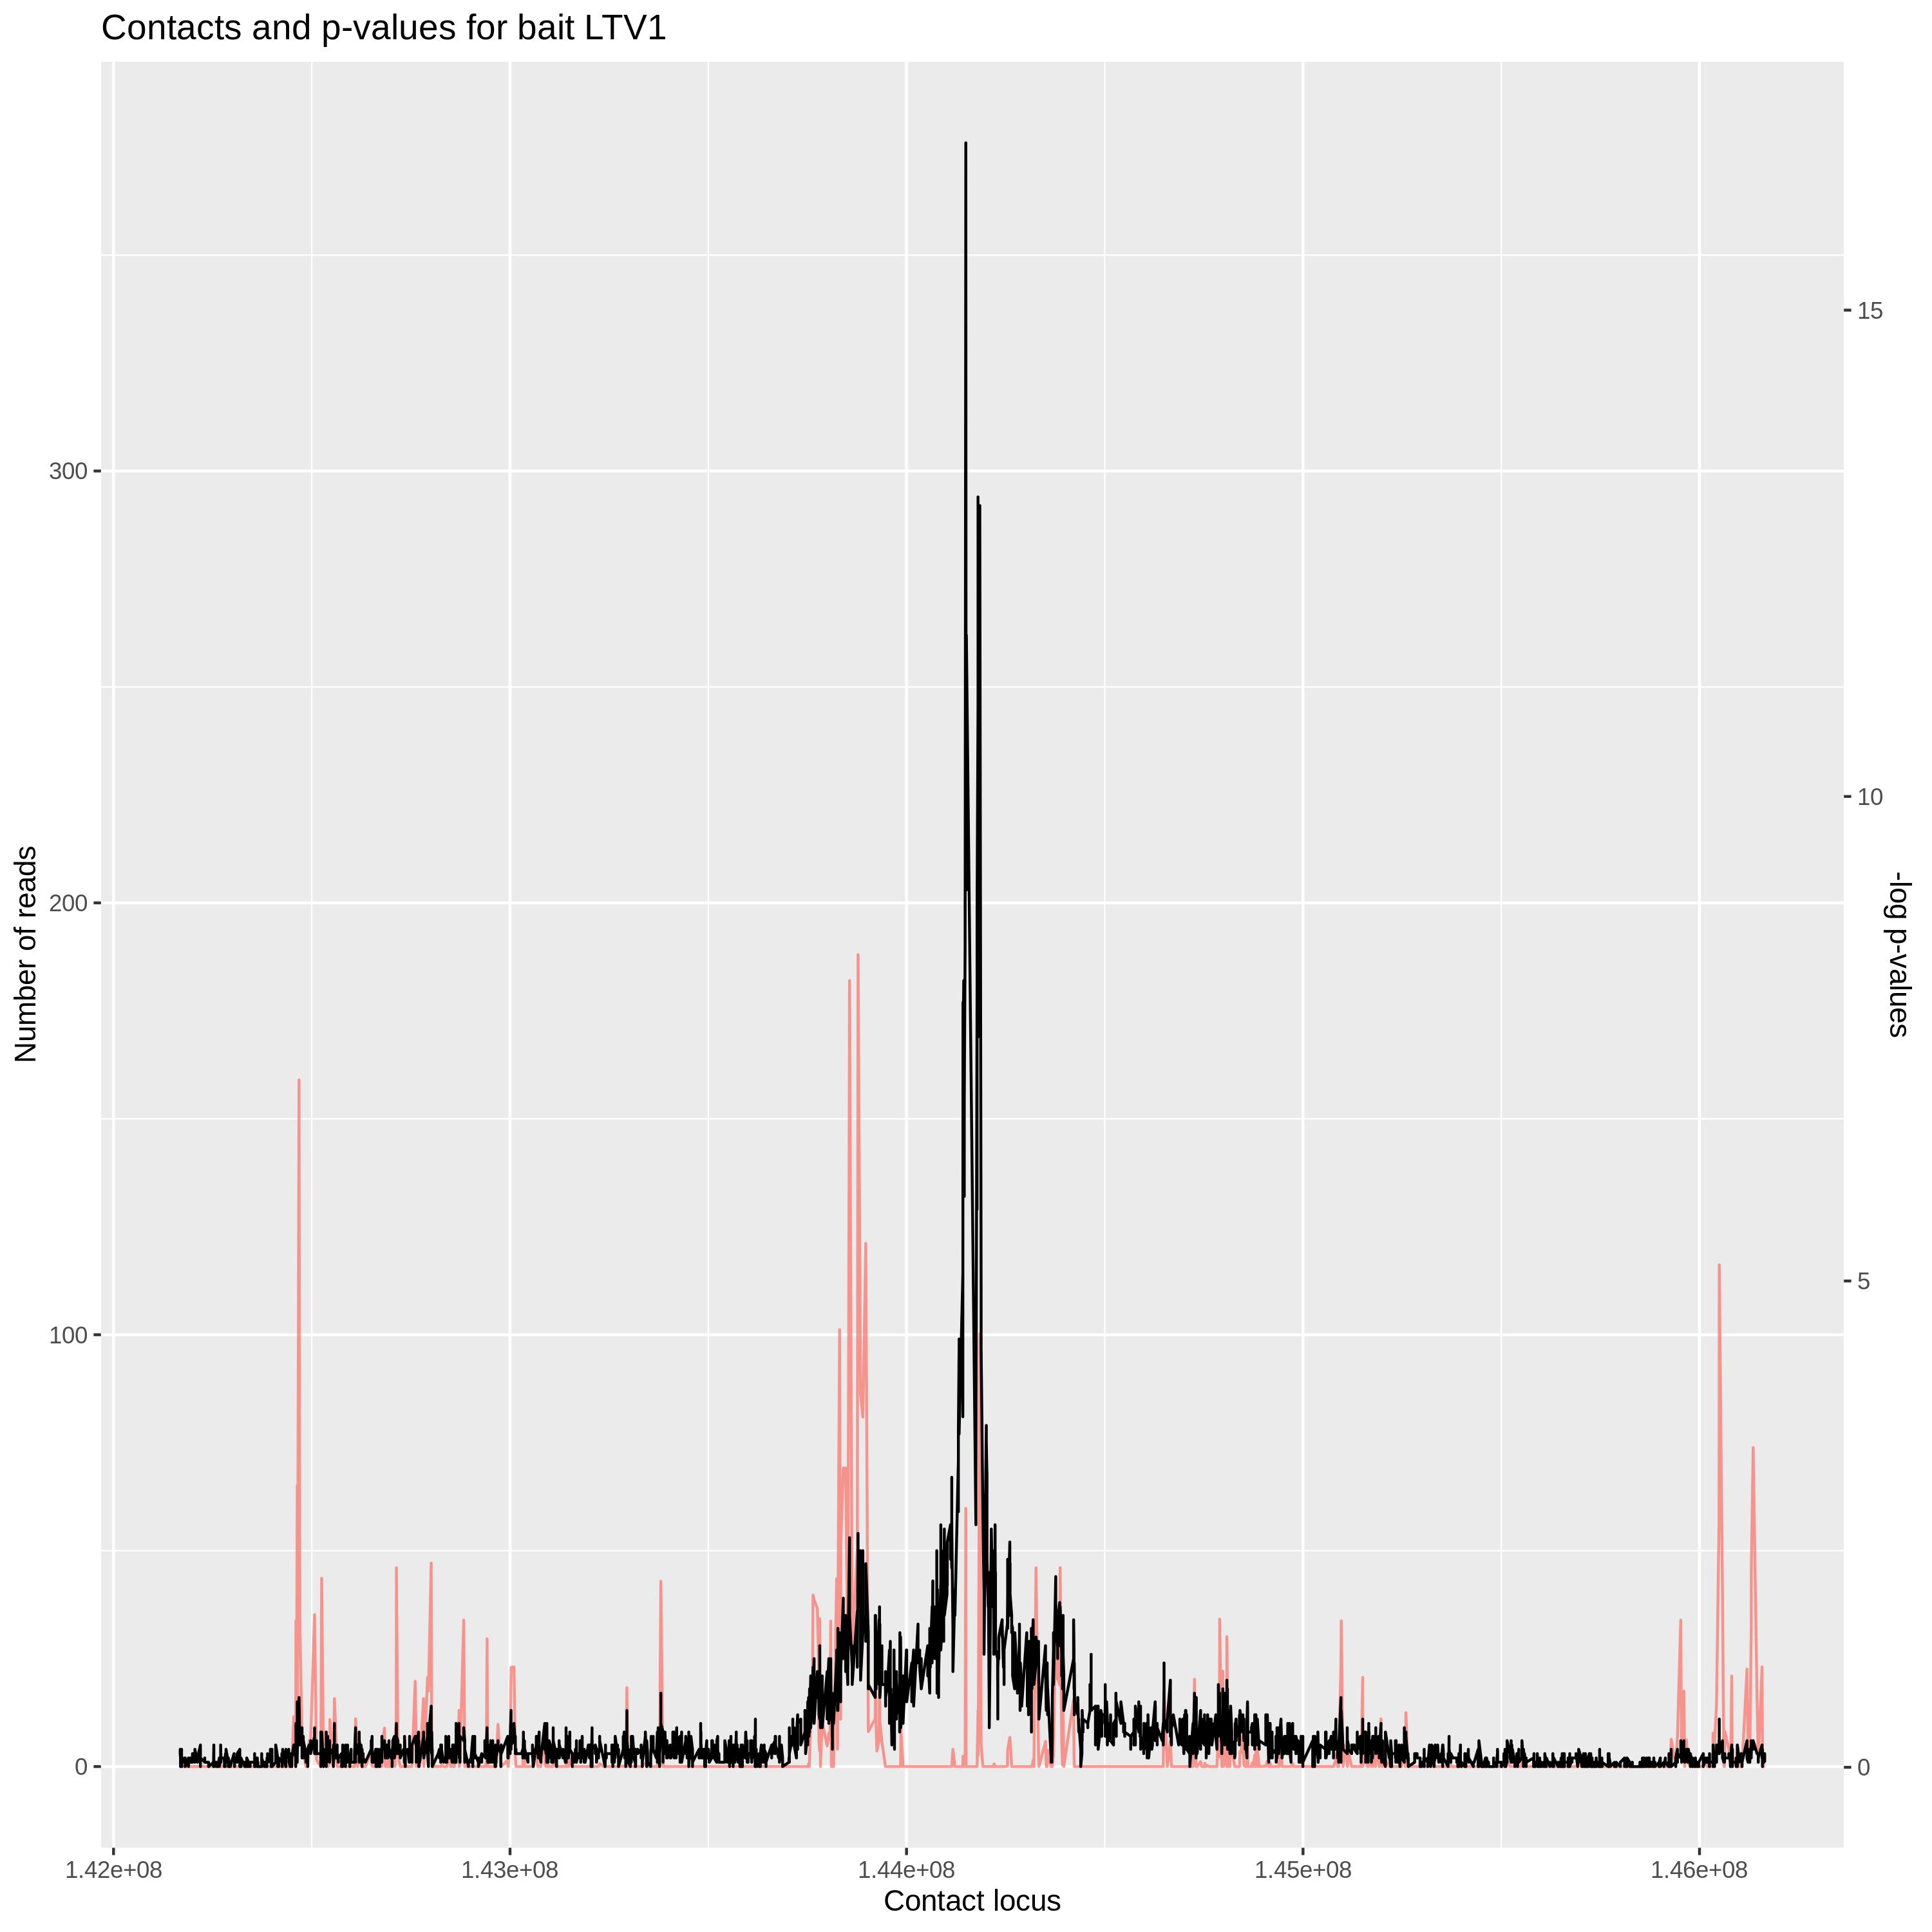 Contacts and p-values for bait LTV1
Number of reads
300
200
100
0
15
10
5
0
-log p-values
1.42e+08 1.43e+08 1.44e+08 1.45e+08 1.46e+08
Contact locus